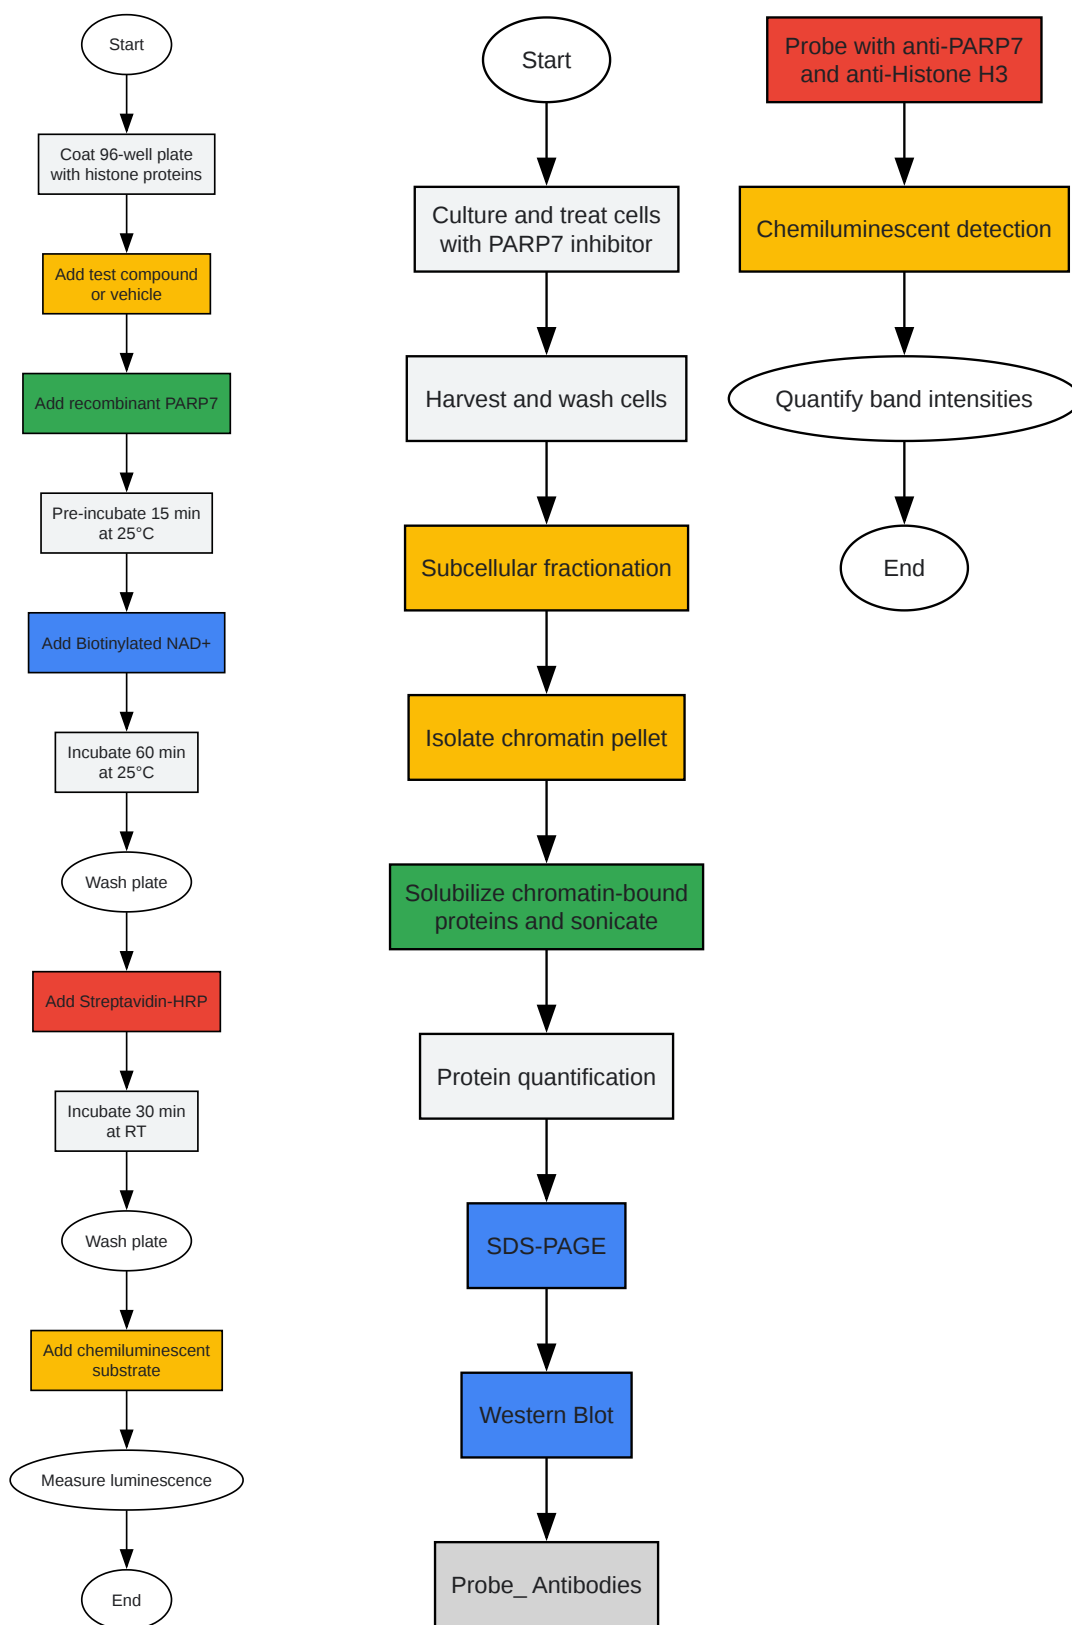 Start
Coat 96-well plate
with histone proteins
Add test compound
or vehicle
Add recombinant PARP7
Pre-incubate 15 min
at 25°C
Add Biotinylated NAD+
Incubate 60 min
at 25°C
Wash plate
Add Streptavidin-HRP
Incubate 30 min
at RT
Wash plate
Add chemiluminescent
substrate
Measure luminescence
End
Start
Culture and treat cells
with PARP7 inhibitor
Harvest and wash cells
Subcellular fractionation
Isolate chromatin pellet
Solubilize chromatin-bound
proteins and sonicate
Protein quantification
SDS-PAGE
Western Blot
Probe_ Antibodies
Probe with anti-PARP7
and anti-Histone H3
Chemiluminescent detection
Quantify band intensities
End